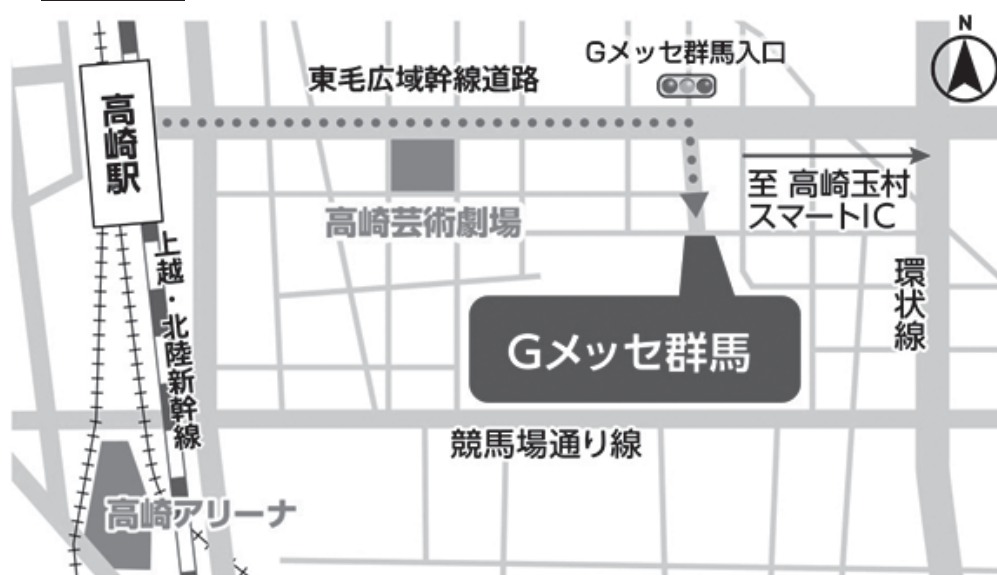 N
Gメッセ群馬入口
東毛広域幹線道路
高崎駅
至 高崎玉村
スマートIC
高崎芸術劇場
上越・北陸新幹線
環状線
Gメッセ群馬
競馬場通り線
高崎アリーナ